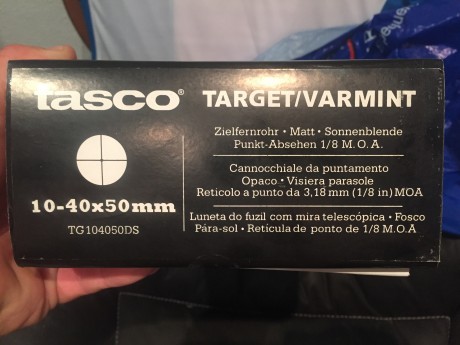 tasco® TARGET/VARMINT
Zielfernrohr • Matt • Sonnenblende
Punkt-Absehen 1/8 M.O.A.
Cannocchiale da puntamento
Opaco • Visiera parasole
Reticolo a punto da 3,18 mm (1/8 in) MOA
10-40x50mm
TG104050DS
Luneta do fuzil com mira telescópica • Fosco
Pára-sol • Retícula de ponto de 1/8 M.O.A